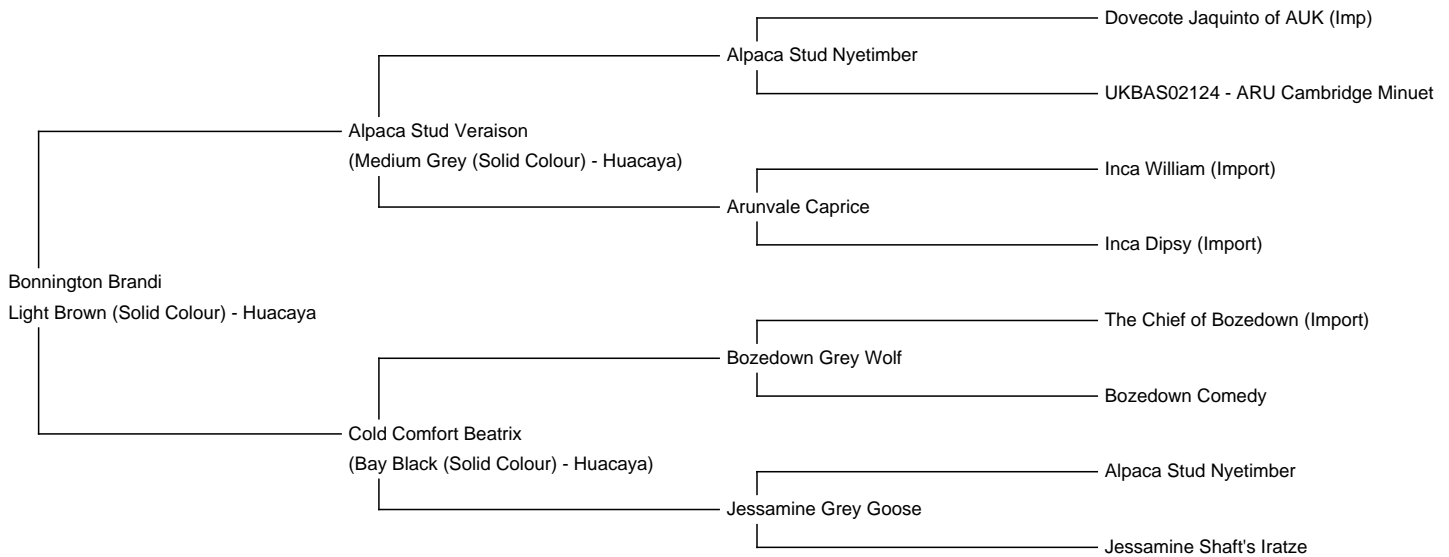 Dovecote Jaquinto of AUK (Imp)
Alpaca Stud Nyetimber
UKBAS02124 - ARU Cambridge Minuet
Alpaca Stud Veraison
(Medium Grey (Solid Colour) - Huacaya)
Inca William (Import)
Arunvale Caprice
Inca Dipsy (Import)
Bonnington Brandi
Light Brown (Solid Colour) - Huacaya
The Chief of Bozedown (Import)
Bozedown Grey Wolf
Bozedown Comedy
Cold Comfort Beatrix
(Bay Black (Solid Colour) - Huacaya)
Alpaca Stud Nyetimber
Jessamine Grey Goose
Jessamine Shaft's Iratze